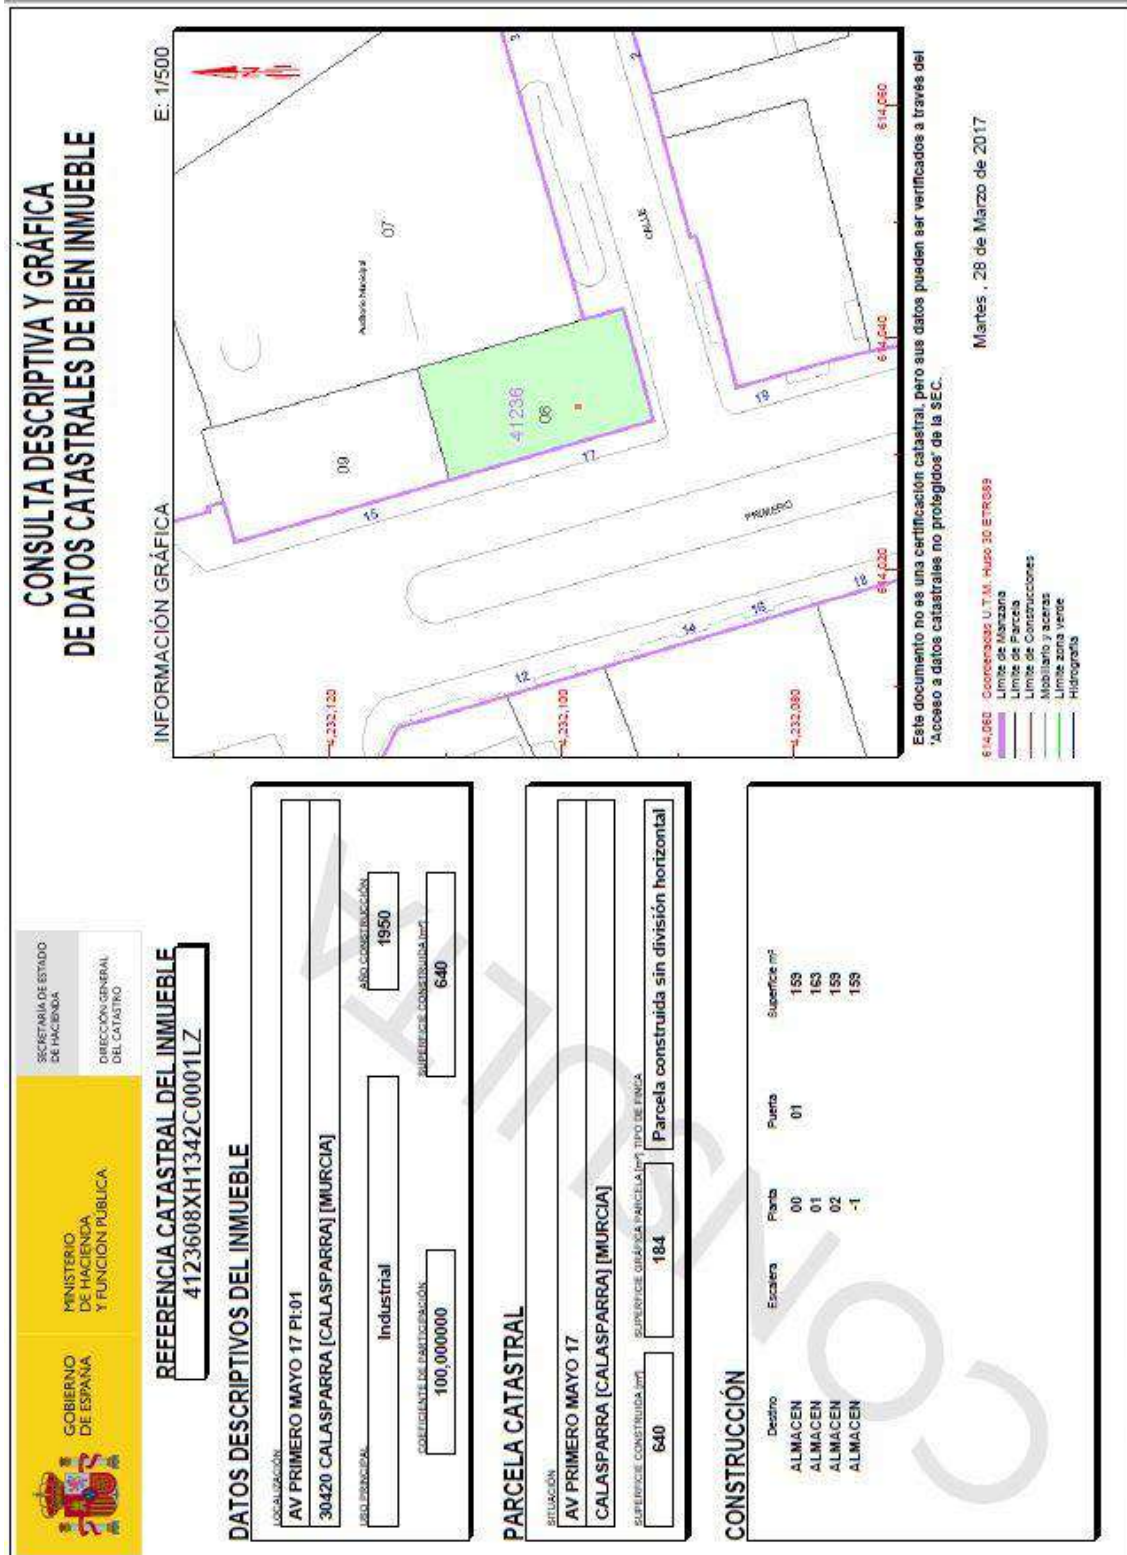 GOBIERNO
DE ESPAÑA
MINISTERIO
DE HACIENDA
Y FUNCIÓN PÚBLICA
SECRETARÍA DE ESTADO
DE HACIENDA
DIRECCIÓN GENERAL
DEL CATASTRO
CONSULTA DESCRIPTIVA Y GRÁFICA
DE DATOS CATASTRALES DE BIEN INMUEBLE
REFERENCIA CATASTRAL DEL INMUEBLE
4123608XH1342C0001LZ
DATOS DESCRIPTIVOS DEL INMUEBLE
LOCALIZACIÓN
AV PRIMERO MAYO 17 Pl:01
30420 CALASPARRA [CALASPARRA] [MURCIA]
USO PRINCIPAL
Industrial
AÑO CONSTRUCCIÓN
1950
COEFICIENTE DE PARTICIPACIÓN
100,000000
SUPERFICIE CONSTRUIDA [m²]
640
PARCELA CATASTRAL
SITUACIÓN
AV PRIMERO MAYO 17
CALASPARRA [CALASPARRA] [MURCIA]
SUPERFICIE CONSTRUIDA [m²]
640
SUPERFICIE GRÁFICA PARCELA [m²]
184
TIPO DE FINCA
Parcela construida sin división horizontal
CONSTRUCCIÓN
Destino Escalera Planta Puerta Superficie m²
ALMACEN 00 01 159
ALMACEN 01 163
ALMACEN 02 159
ALMACEN -1 159
CONSULTA
INFORMACIÓN GRÁFICA
E: 1/500
Auditorio Municipal
07
09
41236
08
15
17
19
12
14
16
18
3
2
CALLE
PRIMERO
4,232,120
4,232,100
4,232,080
614,020
614,040
614,060
Este documento no es una certificación catastral, pero sus datos pueden ser verificados a través del
'Acceso a datos catastrales no protegidos' de la SEC.
614,060 Coordenadas U.T.M. Huso 30 ETRS89
Límite de Manzana
Límite de Parcela
Límite de Construcciones
Mobiliario y aceras
Límite zona verde
Hidrografía
Martes , 28 de Marzo de 2017